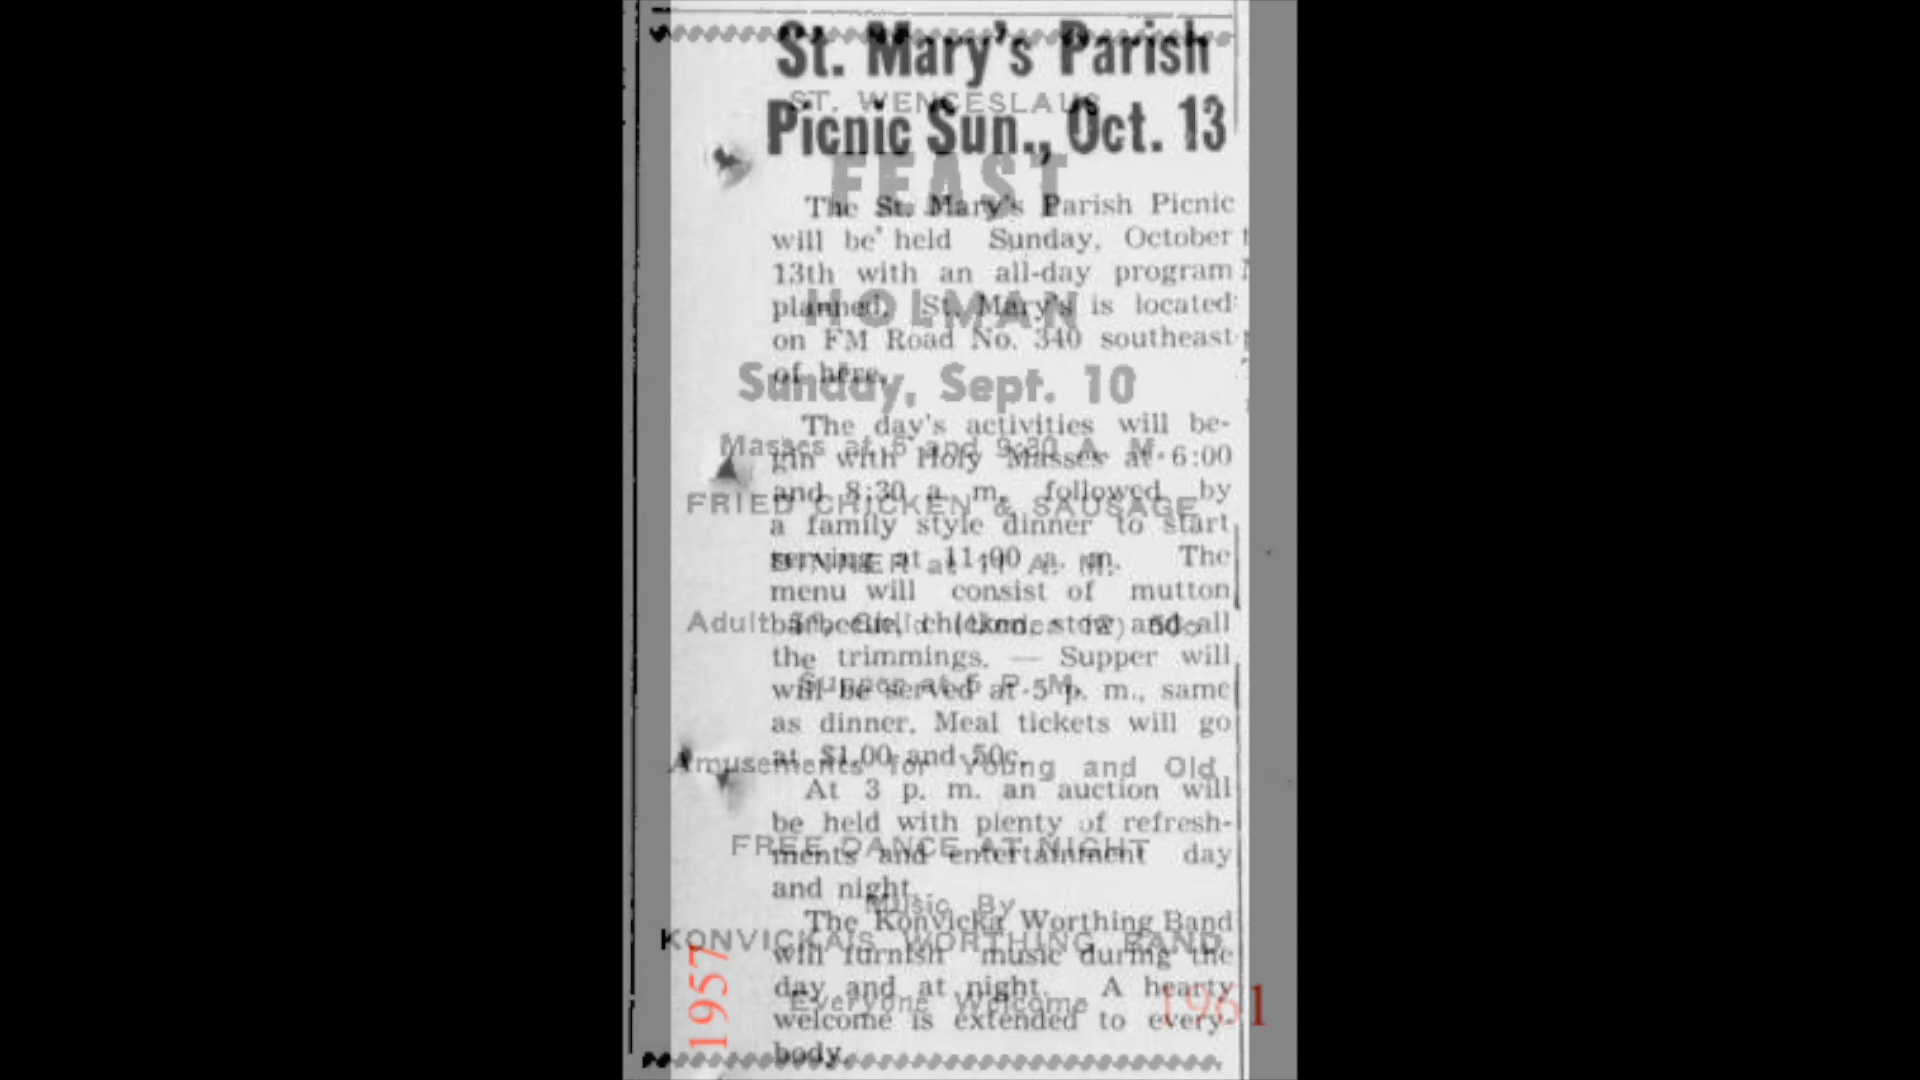 St. Mary's Parish
Picnic Sun., Oct. 13
The St. Mary's Parish Picnic
will be held Sunday, October
13th with an all-day program
planned. St. Mary's is located
on FM Road No. 340 southeast
of here.
The day's activities will be-
gin with Holy Masses at 6:00
and 8:30 a. m. followed by
a family style dinner to start
serving at 11:00 a. m. The
menu will consist of mutton
barbecue, chicken, stew and all
the trimmings. — Supper will
will be served at 5 p. m., same
as dinner. Meal tickets will go
at $1.00 and 50c.
At 3 p. m. an auction will
be held with plenty of refresh-
ments and entertainment day
and night.
The Konvicka Worthing Band
will furnish music during the
day and at night. A hearty
welcome is extended to every-
body.
1957
ST. WENCESLAUS
FEAST
HOLMAN
Sunday, Sept. 10
Masses at 6 and 9:30 A. M.
FRIED CHICKEN & SAUSAGE
DINNER at 11 A. M.
Adult Child (Under 12) 50c
Supper at 5 P. M.
Amusements for Young and Old
FREE DANCE AT NIGHT
Music By
KONVICKA'S WORTHING BAND
Everyone Welcome
1961